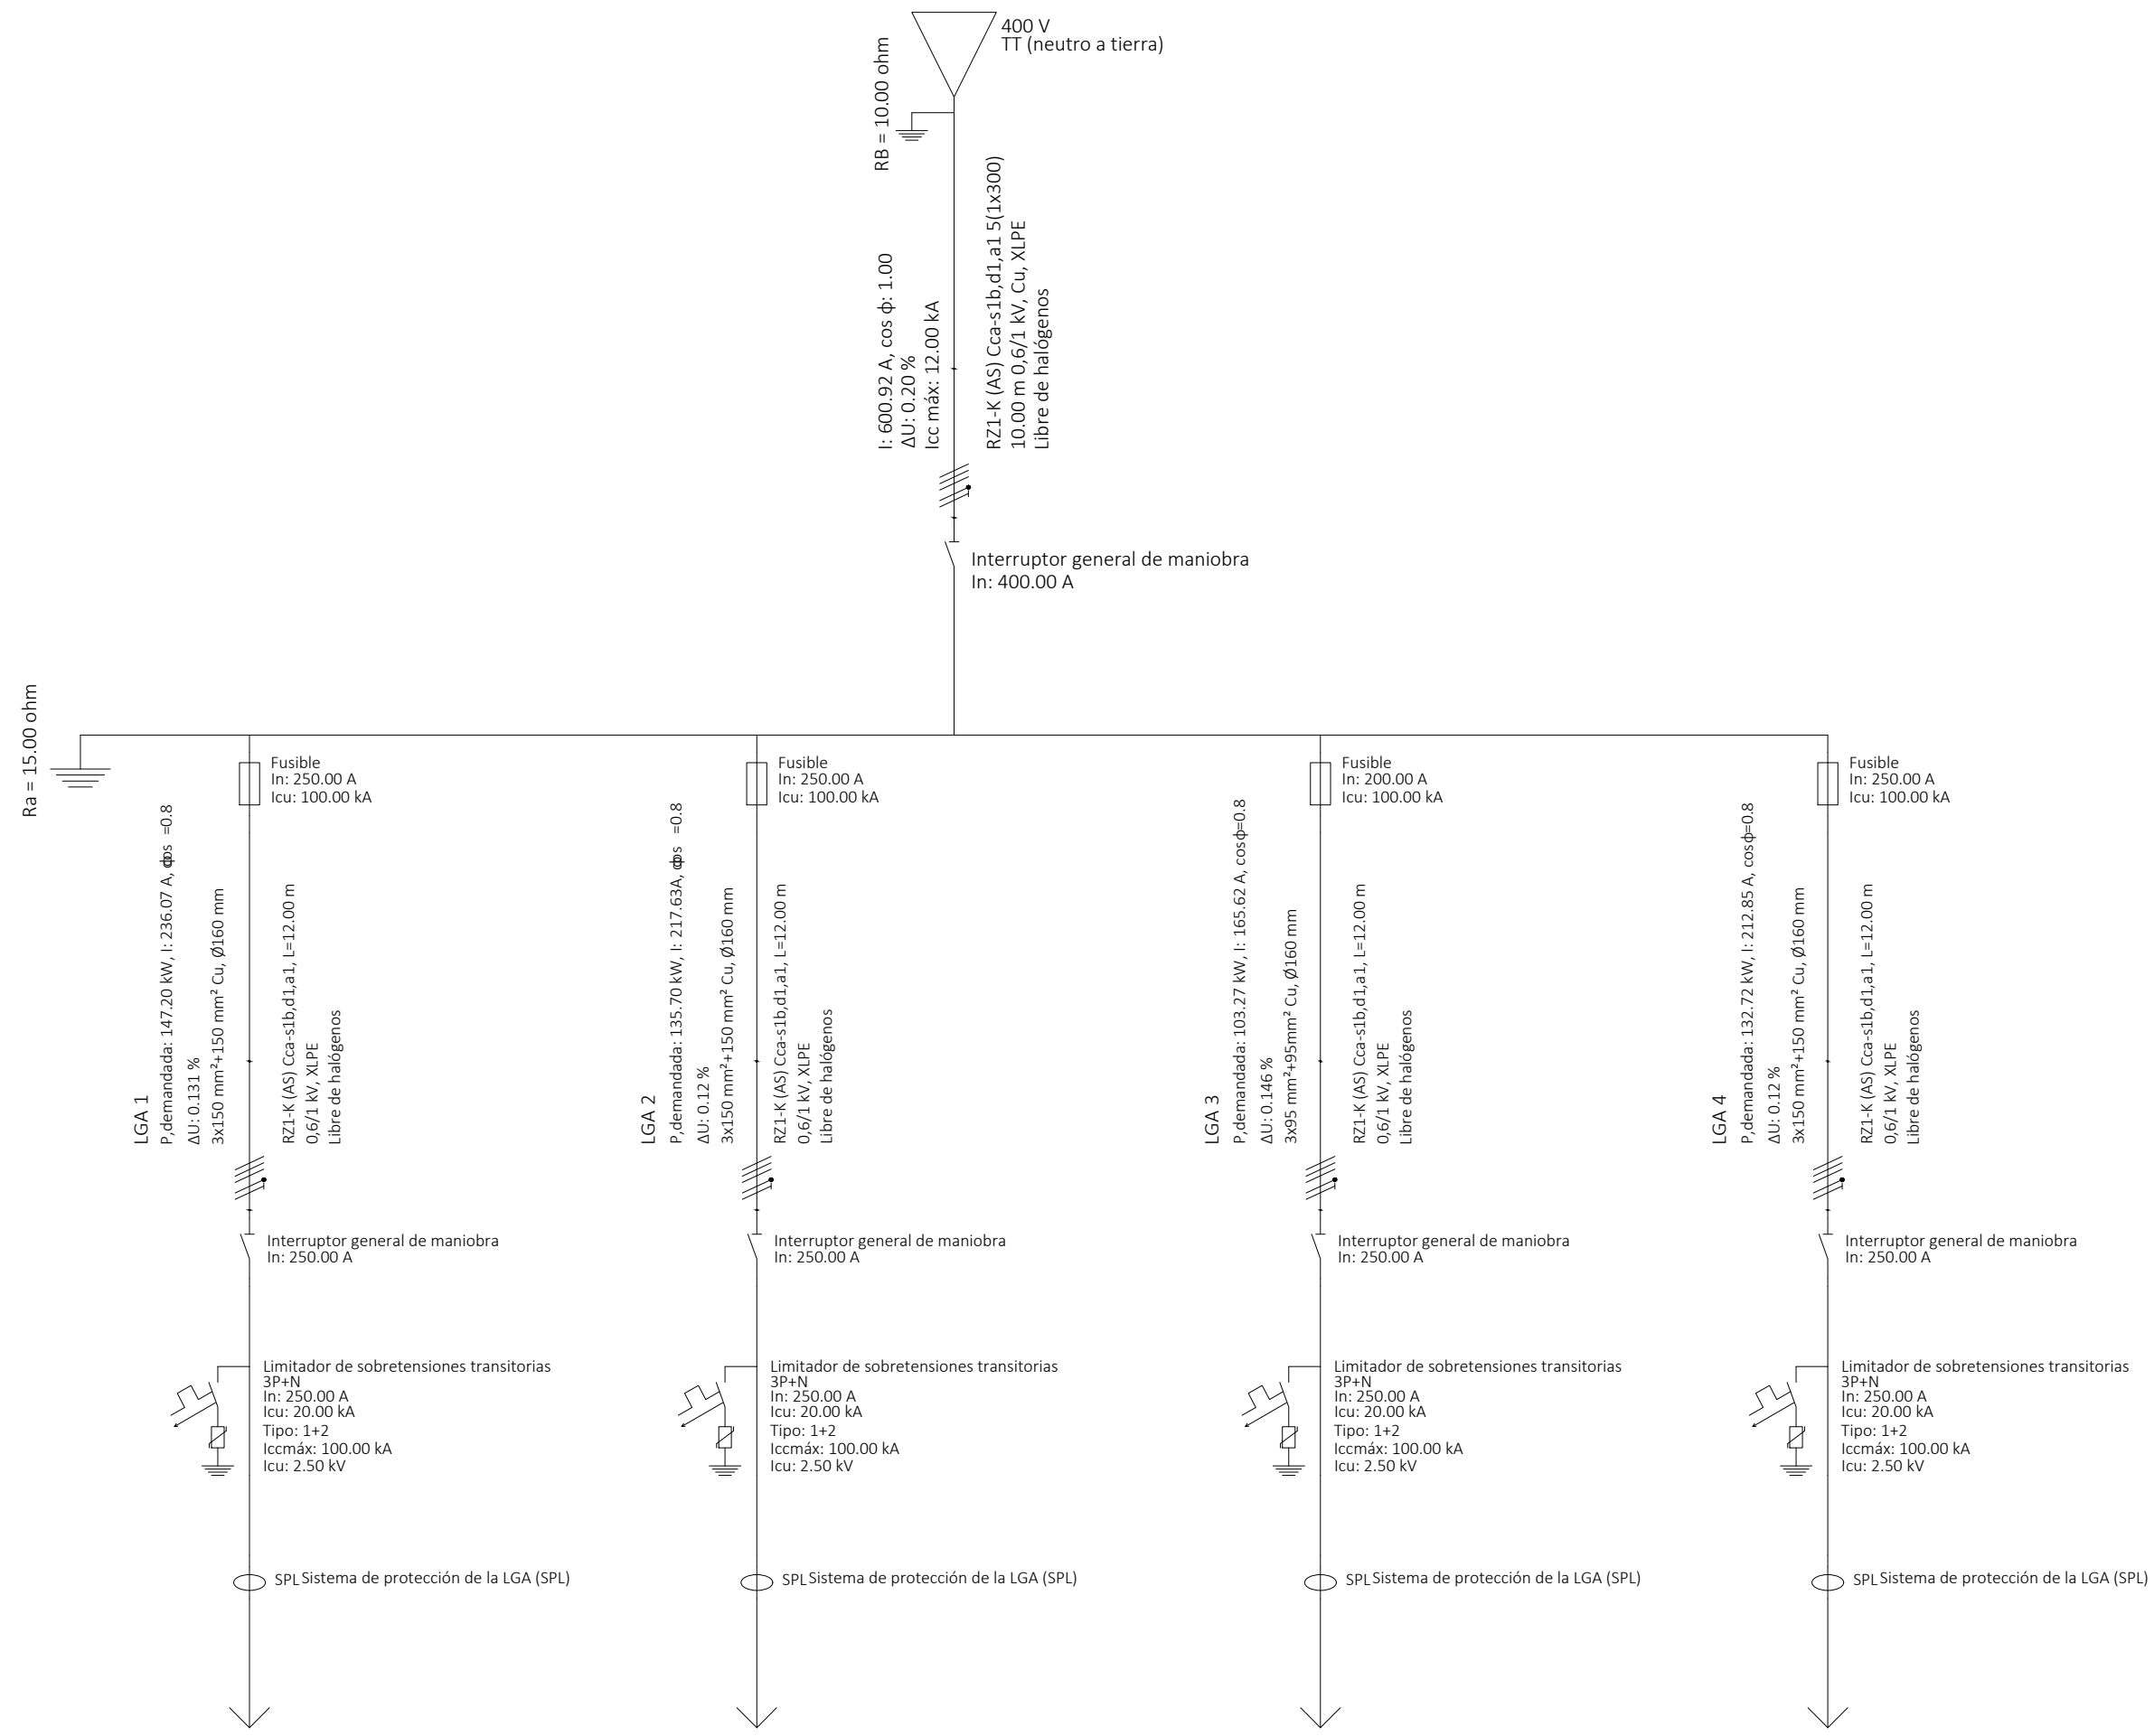 400 V
TT (neutro a tierra)
RB = 10.00 ohm
I: 600.92 A, cos ϕ: 1.00
ΔU: 0.20 %
Icc máx: 12.00 kA
RZ1-K (AS) Cca-s1b,d1,a1 5(1x300)
10.00 m 0,6/1 kV, Cu, XLPE
Libre de halógenos
Interruptor general de maniobra
In: 400.00 A
Ra = 15.00 ohm
Fusible
In: 250.00 A
Icu: 100.00 kA
LGA 1
P,demandada: 147.20 kW, I: 236.07 A, cos ϕ =0.8
ΔU: 0.131 %
3x150 mm²+150 mm² Cu, Ø160 mm
RZ1-K (AS) Cca-s1b,d1,a1, L=12.00 m
0,6/1 kV, XLPE
Libre de halógenos
Interruptor general de maniobra
In: 250.00 A
Limitador de sobretensiones transitorias
3P+N
In: 250.00 A
Icu: 20.00 kA
Tipo: 1+2
Iccmáx: 100.00 kA
Icu: 2.50 kV
SPL Sistema de protección de la LGA (SPL)
Fusible
In: 250.00 A
Icu: 100.00 kA
LGA 2
P,demandada: 135.70 kW, I: 217.63A, cos ϕ =0.8
ΔU: 0.12 %
3x150 mm²+150 mm² Cu, Ø160 mm
RZ1-K (AS) Cca-s1b,d1,a1, L=12.00 m
0,6/1 kV, XLPE
Libre de halógenos
Interruptor general de maniobra
In: 250.00 A
Limitador de sobretensiones transitorias
3P+N
In: 250.00 A
Icu: 20.00 kA
Tipo: 1+2
Iccmáx: 100.00 kA
Icu: 2.50 kV
SPL Sistema de protección de la LGA (SPL)
Fusible
In: 200.00 A
Icu: 100.00 kA
LGA 3
P,demandada: 103.27 kW, I: 165.62 A, cosϕ=0.8
ΔU: 0.146 %
3x95 mm²+95mm² Cu, Ø160 mm
RZ1-K (AS) Cca-s1b,d1,a1, L=12.00 m
0,6/1 kV, XLPE
Libre de halógenos
Interruptor general de maniobra
In: 250.00 A
Limitador de sobretensiones transitorias
3P+N
In: 250.00 A
Icu: 20.00 kA
Tipo: 1+2
Iccmáx: 100.00 kA
Icu: 2.50 kV
SPL Sistema de protección de la LGA (SPL)
Fusible
In: 250.00 A
Icu: 100.00 kA
LGA 4
P,demandada: 132.72 kW, I: 212.85 A, cosϕ=0.8
ΔU: 0.12 %
3x150 mm²+150 mm² Cu, Ø160 mm
RZ1-K (AS) Cca-s1b,d1,a1, L=12.00 m
0,6/1 kV, XLPE
Libre de halógenos
Interruptor general de maniobra
In: 250.00 A
Limitador de sobretensiones transitorias
3P+N
In: 250.00 A
Icu: 20.00 kA
Tipo: 1+2
Iccmáx: 100.00 kA
Icu: 2.50 kV
SPL Sistema de protección de la LGA (SPL)